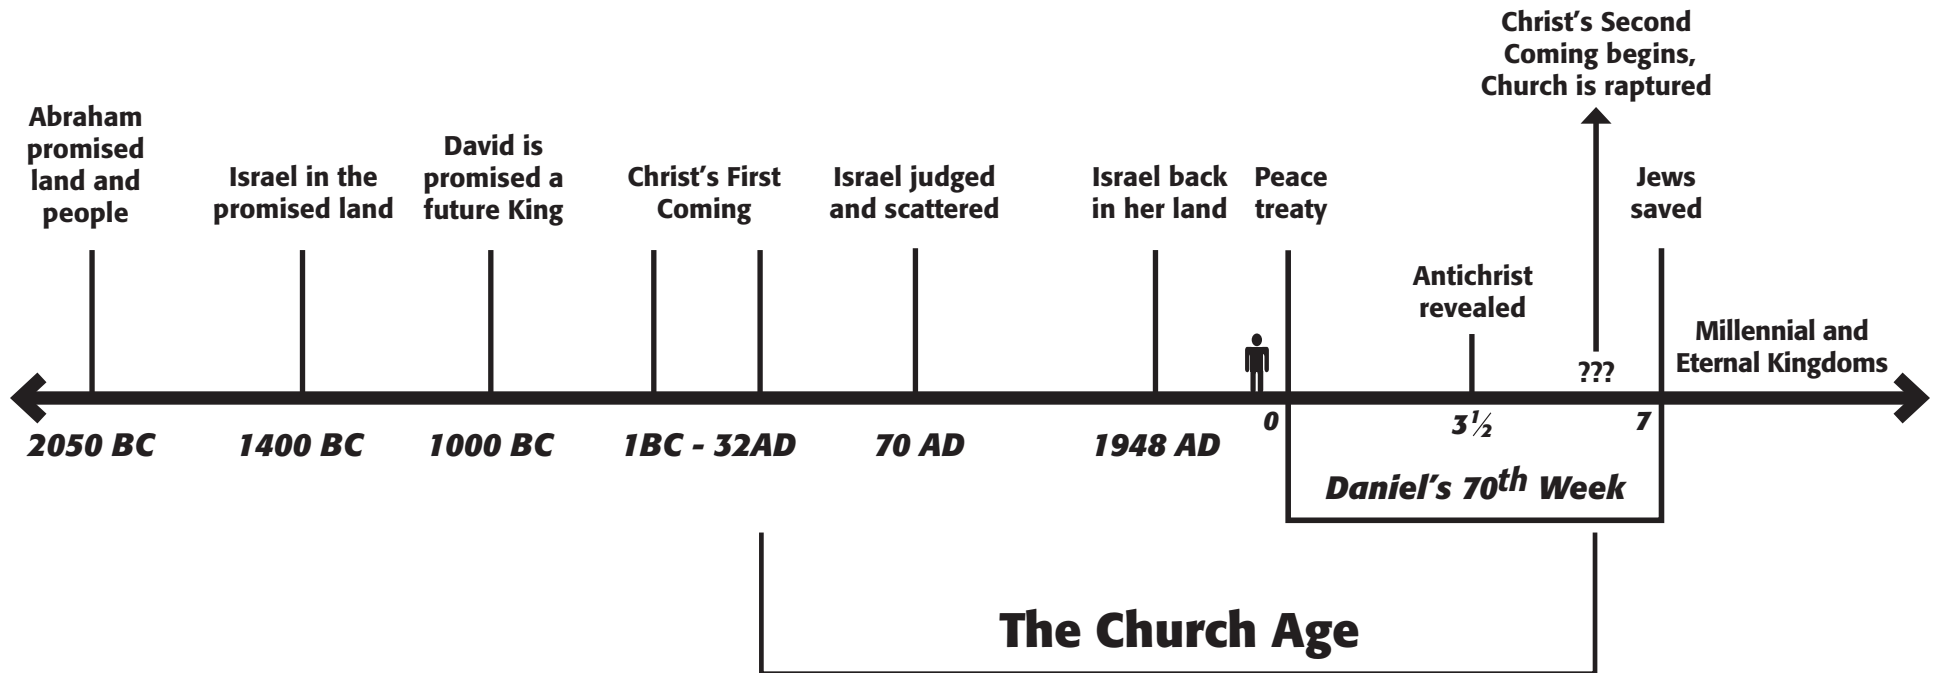 Abraham
promised
land and
people
Israel in the
promised land
David is
promised a
future King
Christ's First
Coming
Israel judged
and scattered
Israel back
in her land
Peace
treaty
Antichrist
revealed
Christ's Second
Coming begins,
Church is raptured
???
Jews
saved
Millennial and
Eternal Kingdoms
2050 BC
1400 BC
1000 BC
1BC - 32AD
70 AD
1948 AD
0
3½
7
Daniel's 70th Week
The Church Age